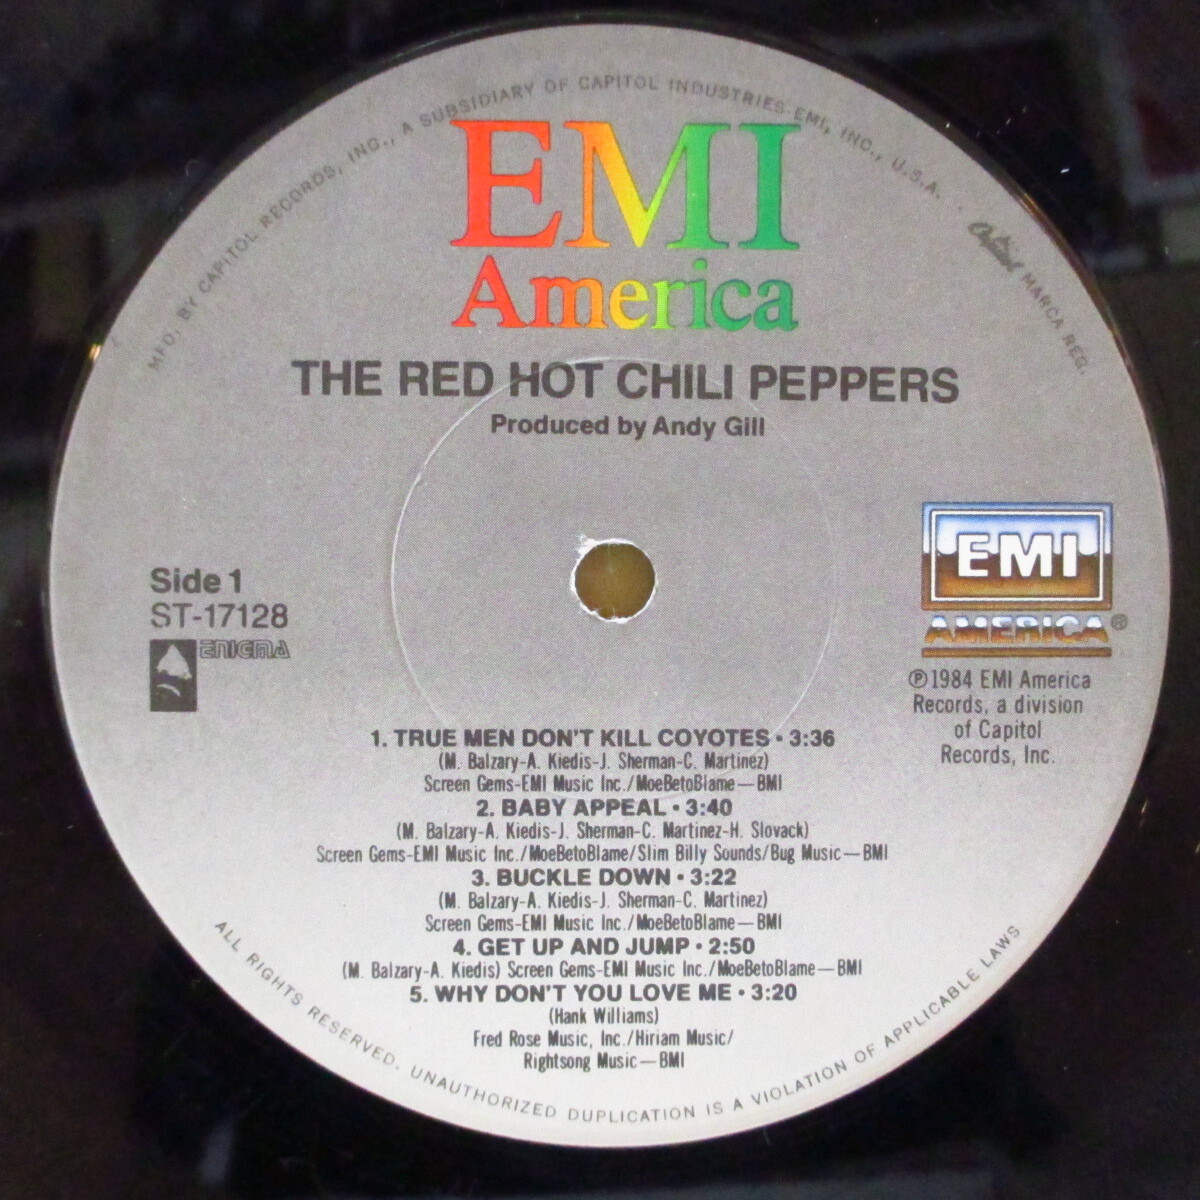 MFD. BY CAPITOL RECORDS, INC., A SUBSIDIARY OF CAPITOL INDUSTRIES-EMI, INC., U.S.A. · Capitol MARCA REG.
EMI
America
THE RED HOT CHILI PEPPERS
Produced by Andy Gill
Side 1
ST-17128
ENIGMA
EMI
AMERICA®
℗1984 EMI America
Records, a division
of Capitol
Records, Inc.
1. TRUE MEN DON'T KILL COYOTES • 3:36
(M. Balzary-A. Kiedis-J. Sherman-C. Martinez)
Screen Gems-EMI Music Inc./MoeBetoBlame—BMI
2. BABY APPEAL • 3:40
(M. Balzary-A. Kiedis-J. Sherman-C. Martinez-H. Slovack)
Screen Gems-EMI Music Inc./MoeBetoBlame/Slim Billy Sounds/Bug Music—BMI
3. BUCKLE DOWN • 3:22
(M. Balzary-A. Kiedis-J. Sherman-C. Martinez)
Screen Gems-EMI Music Inc./MoeBetoBlame—BMI
4. GET UP AND JUMP • 2:50
(M. Balzary-A. Kiedis) Screen Gems-EMI Music Inc./MoeBetoBlame—BMI
5. WHY DON'T YOU LOVE ME • 3:20
(Hank Williams)
Fred Rose Music, Inc./Hiriam Music/
Rightsong Music—BMI
ALL RIGHTS RESERVED. UNAUTHORIZED DUPLICATION IS A VIOLATION OF APPLICABLE LAWS